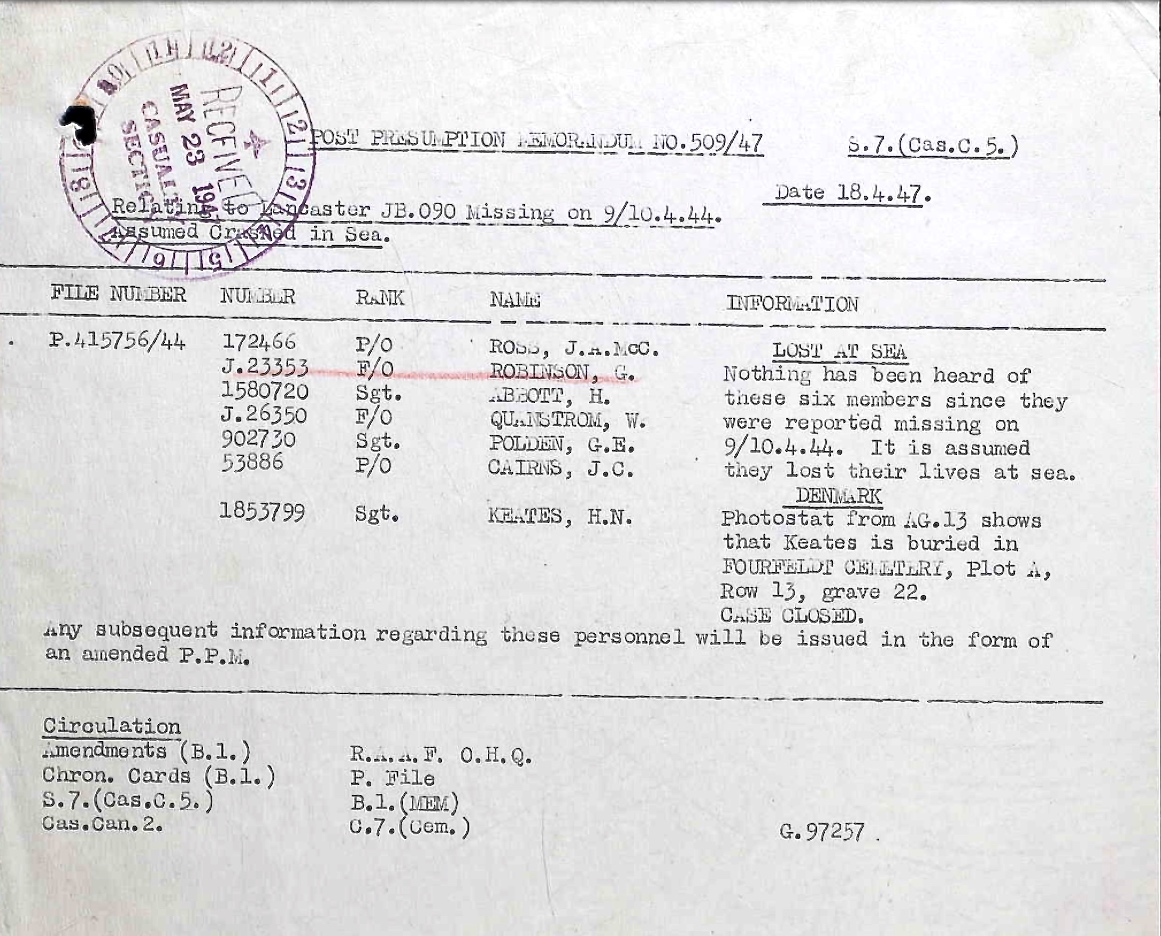 RECEIVED
MAY 23 194
CASUALTY
SECTION
POST PRESUMPTION MEMORANDUM NO.509/47 S.7.(Cas.C.5.)
Date 18.4.47.
Relating to Lancaster JB.090 Missing on 9/10.4.44.
Assumed Crashed in Sea.
FILE NUMBER NUMBER RANK NAME INFORMATION
P.415756/44 172466 P/O ROSS, J.A.McC. LOST AT SEA
J.23353 F/O ROBINSON, G. Nothing has been heard of
1580720 Sgt. ABBOTT, H. these six members since they
J.26350 F/O QUANSTROM, W. were reported missing on
902730 Sgt. POLDEN, G.E. 9/10.4.44. It is assumed
53886 P/O CAIRNS, J.C. they lost their lives at sea.
DENMARK
1853799 Sgt. KEATES, H.N. Photostat from AG.13 shows
that Keates is buried in
FOURFELDT CEMETERY, Plot A,
Row 13, grave 22.
CASE CLOSED.
Any subsequent information regarding these personnel will be issued in the form of
an amended P.P.M.
Circulation
Amendments (B.1.) R.A.A.F. O.H.Q.
Chron. Cards (B.1.) P. File
S.7.(Cas.C.5.) B.1.(MEM)
Cas.Can.2. C.7.(Cem.) G.97257.